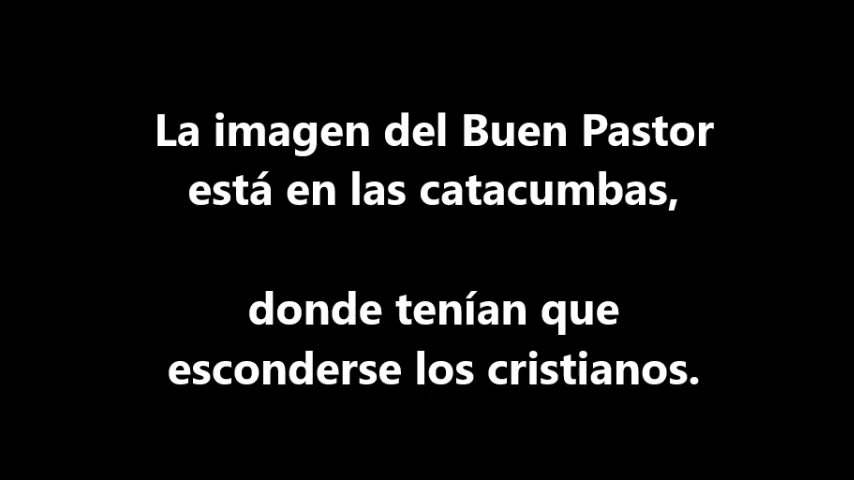 La imagen del Buen Pastor
está en las catacumbas,
donde tenían que
esconderse los cristianos.